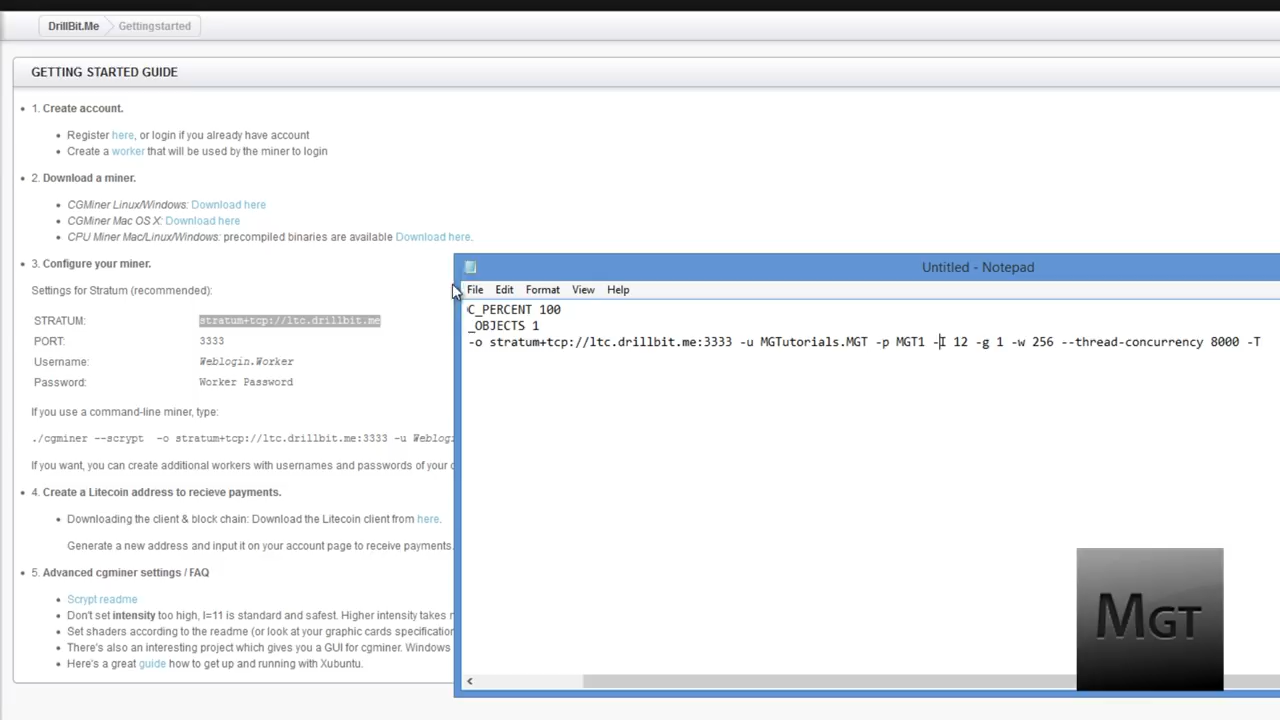 DrillBit.Me Gettingstarted
GETTING STARTED GUIDE
1. Create account.
Register here, or login if you already have account
Create a worker that will be used by the miner to login
2. Download a miner.
CGMiner Linux/Windows: Download here
CGMiner Mac OS X: Download here
CPU Miner Mac/Linux/Windows: precompiled binaries are available Download here.
3. Configure your miner.
Settings for Stratum (recommended):
STRATUM: stratum+tcp://ltc.drillbit.me
PORT: 3333
Username: Weblogin.Worker
Password: Worker Password
If you use a command-line miner, type:
./cgminer --scrypt -o stratum+tcp://ltc.drillbit.me:3333 -u
If you want, you can create additional workers with usernames and passwords of your
4. Create a Litecoin address to recieve payments.
Downloading the client & block chain: Download the Litecoin client from here.
Generate a new address and input it on your account page to receive payments.
5. Advanced cgminer settings / FAQ
Scrypt readme
Don't set intensity too high, I=11 is standard and safest. Higher intensity takes
Set shaders according to the readme (or look at your graphic cards specification
There's also an interesting project which gives you a GUI for cgminer. Windows
Here's a great guide how to get up and running with Xubuntu.
Untitled - Notepad
File Edit Format View Help
C_PERCENT 100
_OBJECTS 1
-o stratum+tcp://ltc.drillbit.me:3333 -u MGTutorials.MGT -p MGT1 -I 12 -g 1 -w 256 --thread-concurrency 8000 -T
MGT